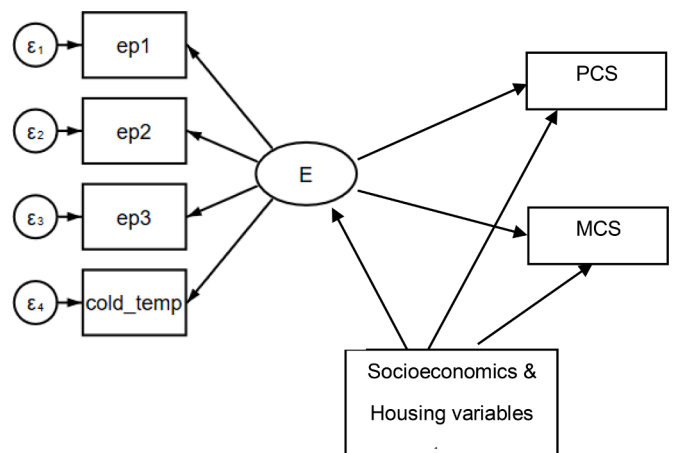 ε₁
ep1
ε₂
ep2
ε₃
ep3
ε₄
cold_temp
E
PCS
MCS
Socioeconomics &
Housing variables